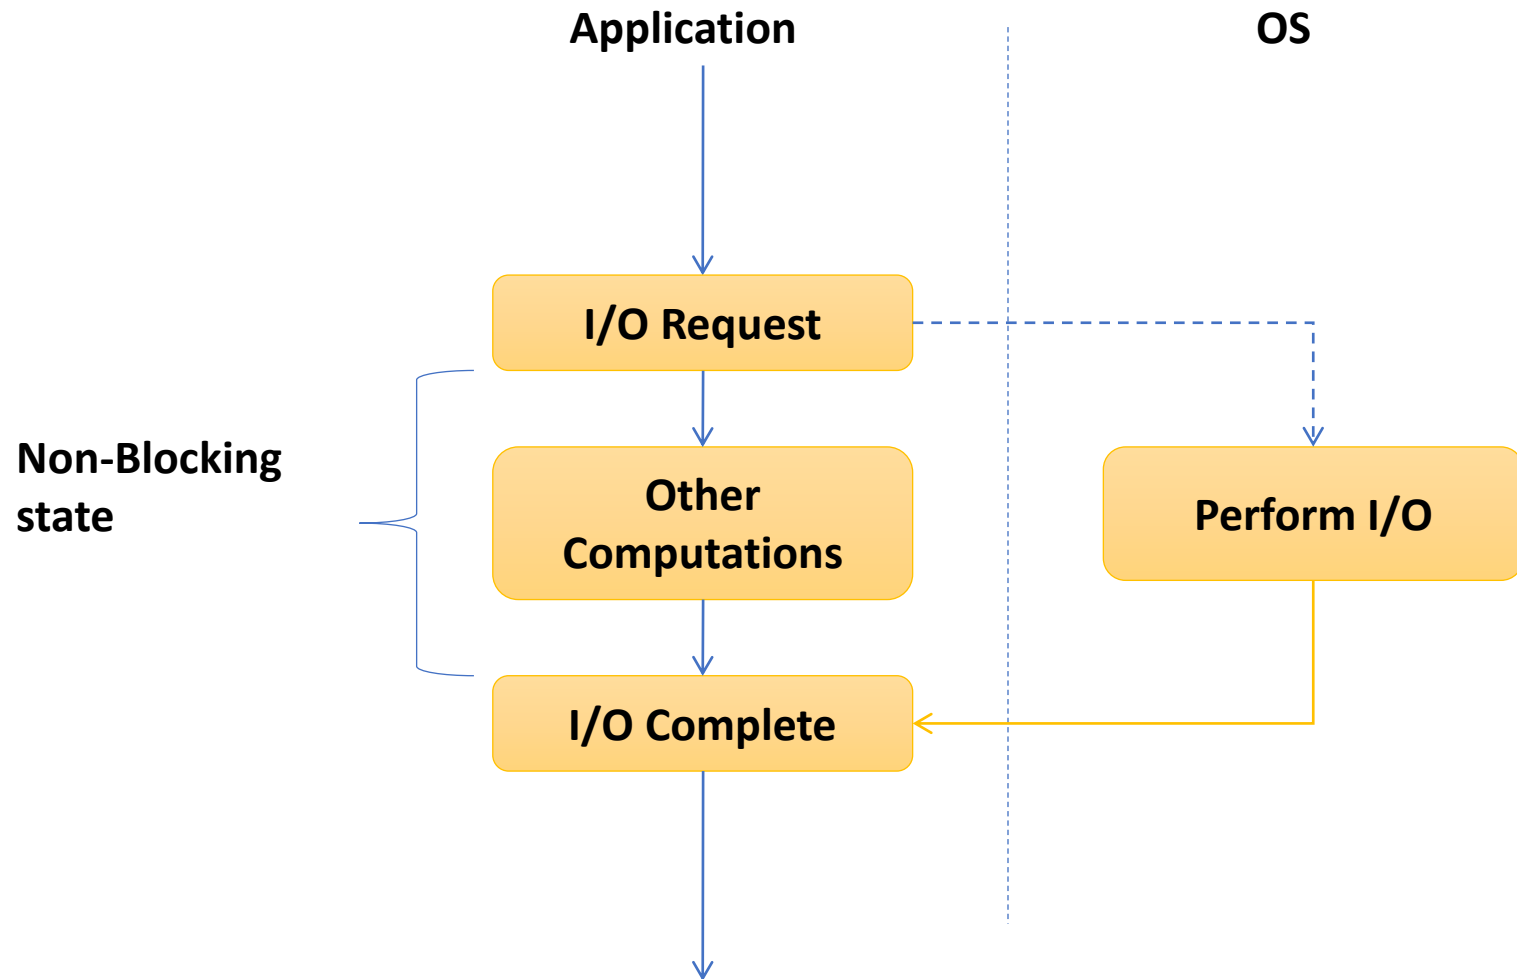 Application
OS
I/O Request
Non-Blocking
state
Other
Computations
Perform I/O
I/O Complete